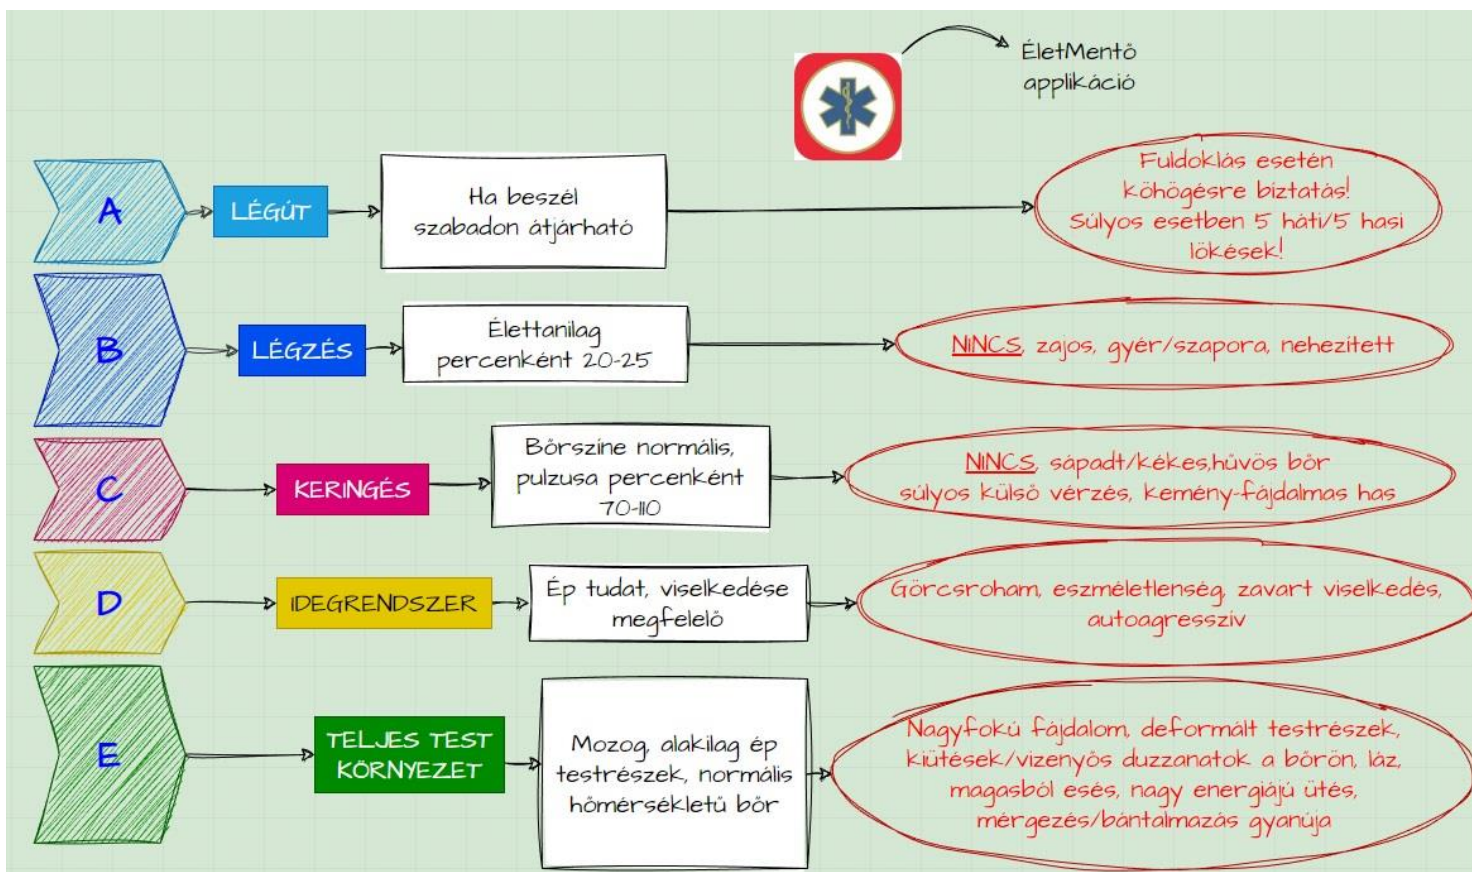 ÉletMentő
applikáció
A
LÉGÚT
Ha beszél
szabadon átjárható
Fuldoklás esetén
köhögésre biztatás!
Súlyos esetben 5 háti/5 hasi
lökések!
B
LÉGZÉS
Élettanilag
percenként 20-25
NINCS, zajos, gyér/szapora, nehezített
C
KERINGÉS
Bőrszíne normális,
pulzusa percenként
70-110
NINCS, sápadt/kékes,hűvös bőr
súlyos külső vérzés, kemény-fájdalmas has
D
IDEGRENDSZER
Ép tudat, viselkedése
megfelelő
Görcsroham, eszméletlenség, zavart viselkedés,
autoagresszív
E
TELJES TEST
KÖRNYEZET
Mozog, alakilag ép
testrészek, normális
hőmérsékletű bőr
Nagyfokú fájdalom, deformált testrészek,
kiütések/vizenyős duzzanatok a bőrön, láz,
magasból esés, nagy energiájú ütés,
mérgezés/bántalmazás gyanúja